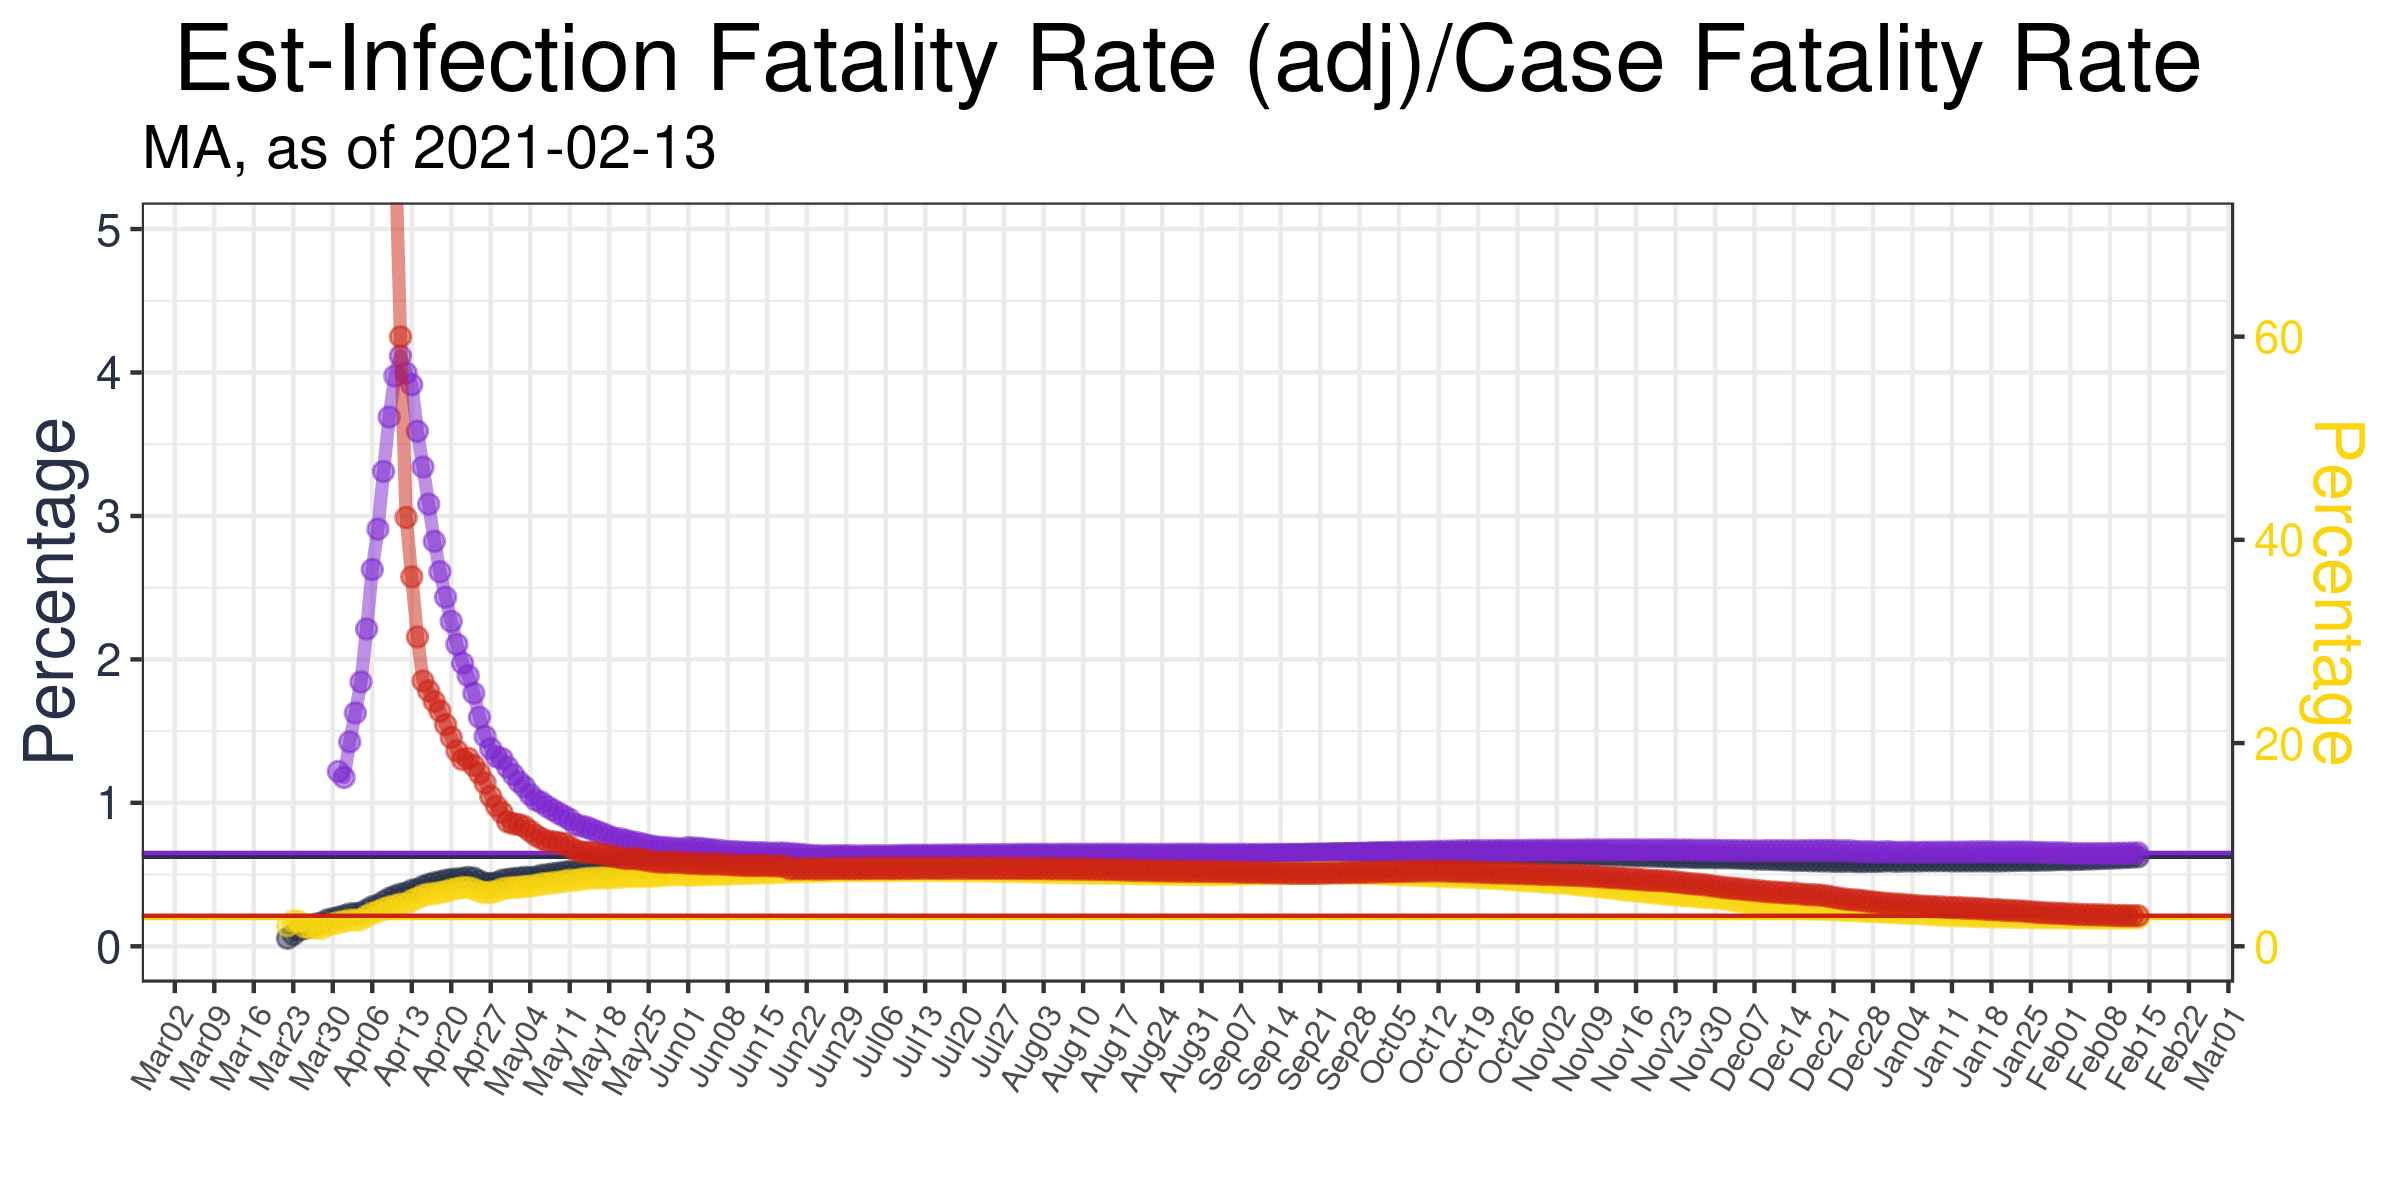 Est-Infection Fatality Rate (adj)/Case Fatality Rate
MA, as of 2021-02-13
Percentage
5
4
3
2
1
0
60
40
20
0
Percentage
Mar02
Mar09
Mar16
Mar23
Mar30
Apr06
Apr13
Apr20
Apr27
May04
May11
May18
May25
Jun01
Jun08
Jun15
Jun22
Jun29
Jul06
Jul13
Jul20
Jul27
Aug03
Aug10
Aug17
Aug24
Aug31
Sep07
Sep14
Sep21
Sep28
Oct05
Oct12
Oct19
Oct26
Nov02
Nov09
Nov16
Nov23
Nov30
Dec07
Dec14
Dec21
Dec28
Jan04
Jan11
Jan18
Jan25
Feb01
Feb08
Feb15
Feb22
Mar01